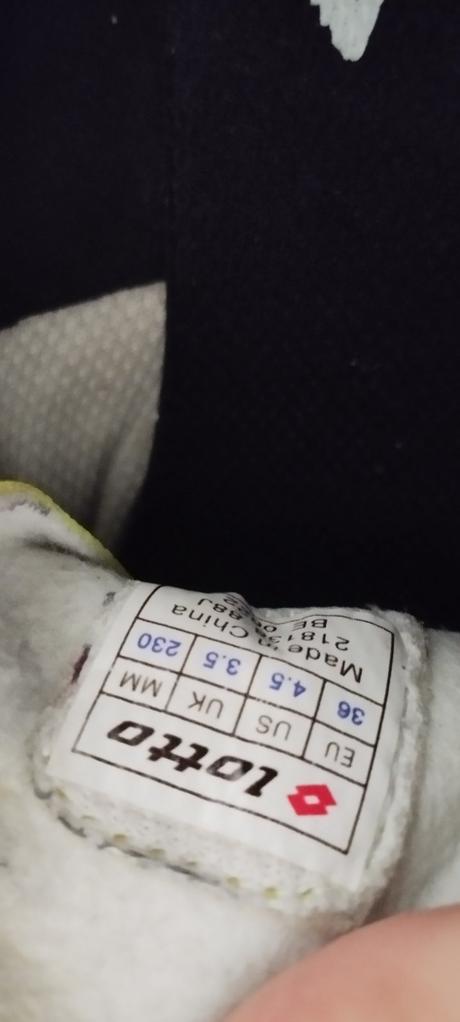 lotto
EU US UK MM
36 4.5 3.5 230
Made in China